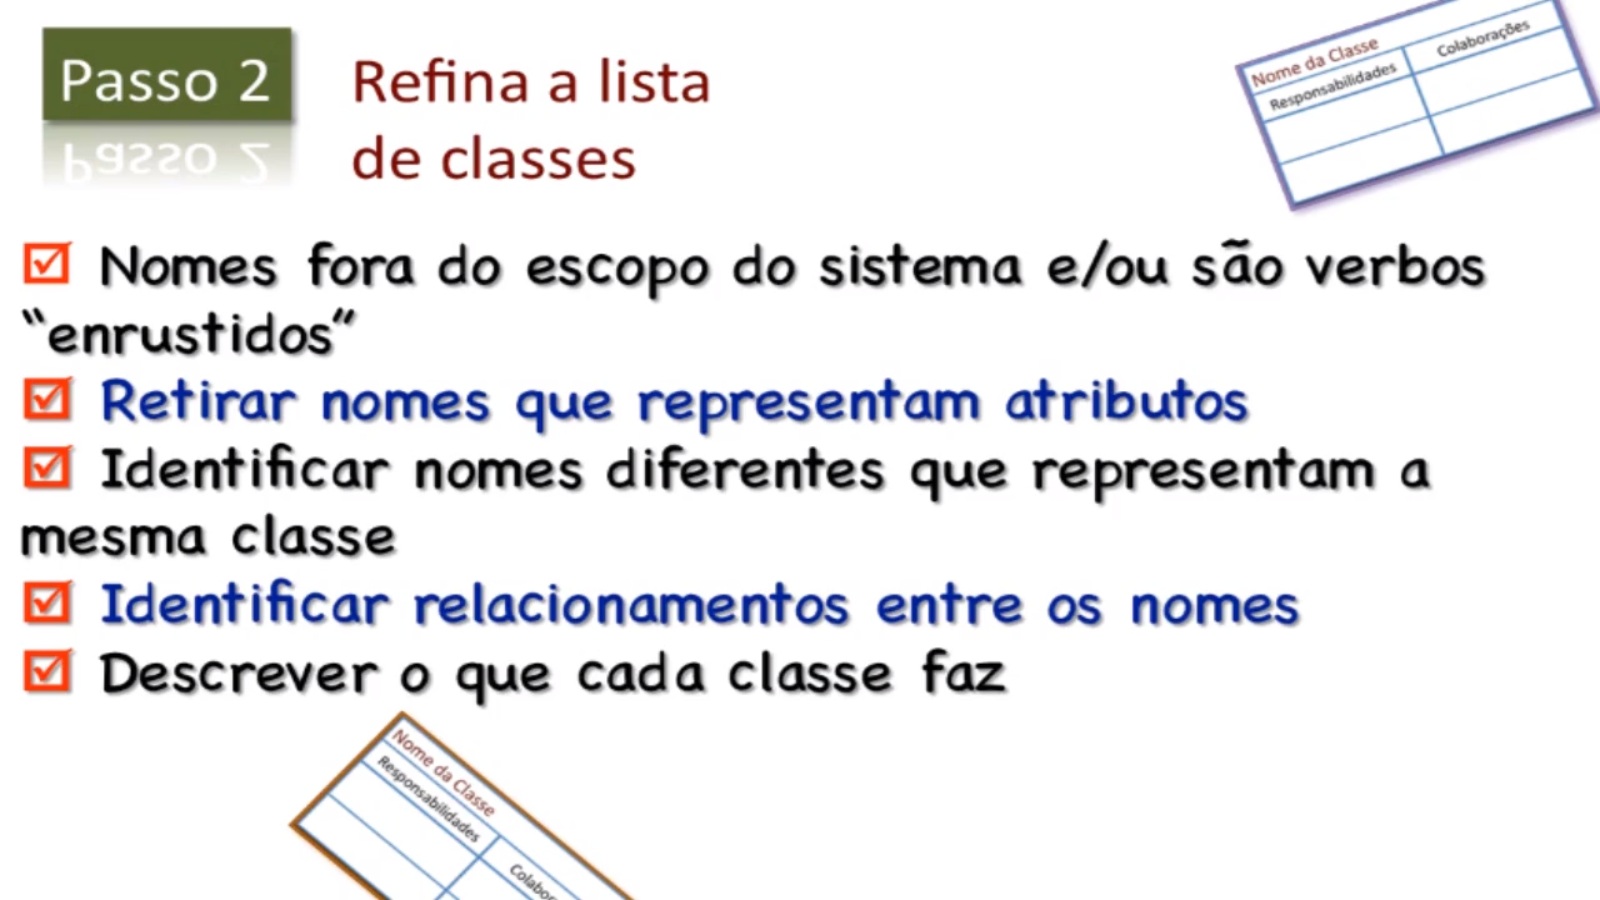 Passo 2
Refina a lista
de classes
Nome da Classe
Responsabilidades
Colaborações
☑ Nomes fora do escopo do sistema e/ou são verbos
“enrustidos”
☑ Retirar nomes que representam atributos
☑ Identificar nomes diferentes que representam a
mesma classe
☑ Identificar relacionamentos entre os nomes
☑ Descrever o que cada classe faz
Nome da Classe
Responsabilidades